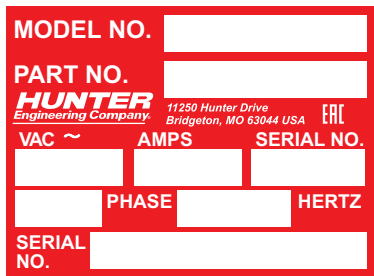 MODEL NO.
PART NO.
HUNTER
Engineering Company
11250 Hunter Drive
Bridgeton, MO 63044 USA
EAC
VAC ~ AMPS SERIAL NO.
PHASE HERTZ
SERIAL
NO.